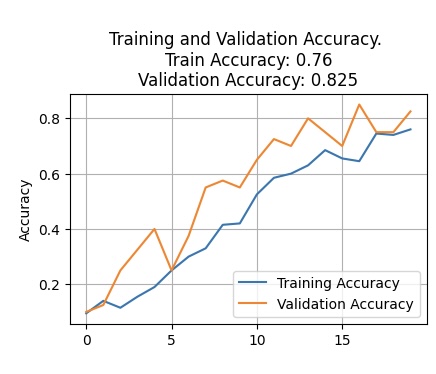 Training and Validation Accuracy.
Train Accuracy: 0.76
Validation Accuracy: 0.825
0.8
0.6
0.4
0.2
Accuracy
Training Accuracy
Validation Accuracy
0 5 10 15